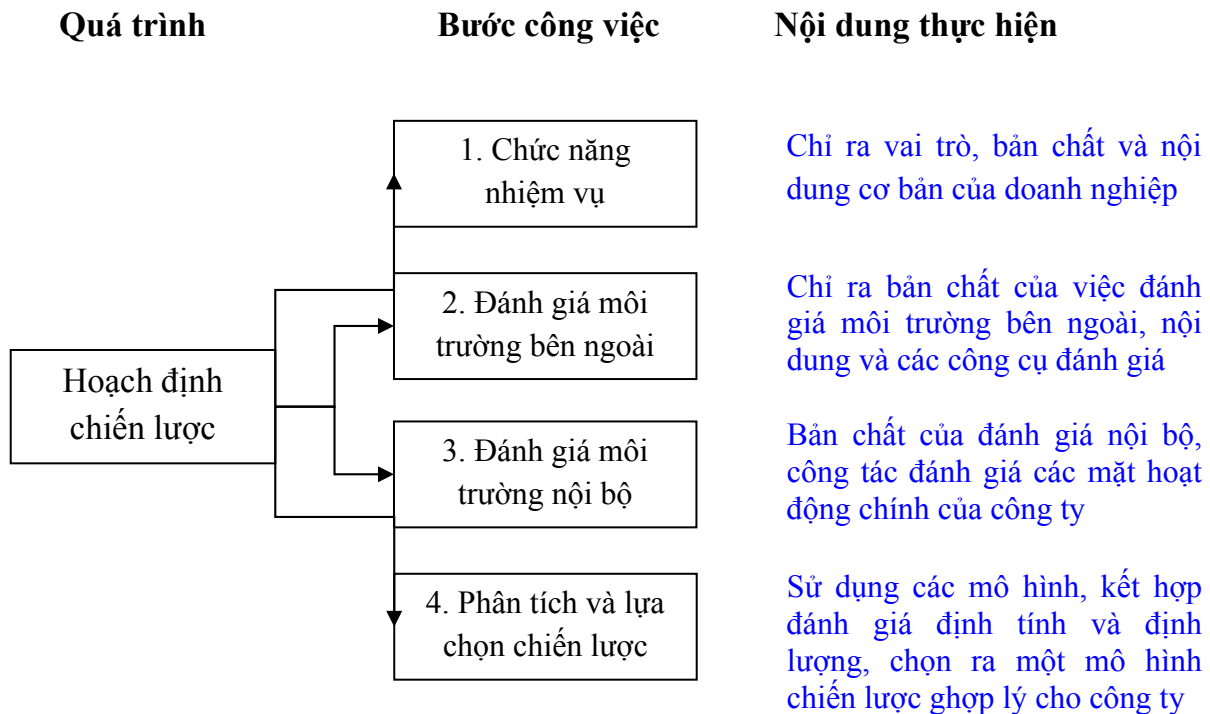 Quá trình Bước công việc Nội dung thực hiện
1. Chức năng
nhiệm vụ
Chỉ ra vai trò, bản chất và nội
dung cơ bản của doanh nghiệp
2. Đánh giá môi
trường bên ngoài
Chỉ ra bản chất của việc đánh
giá môi trường bên ngoài, nội
dung và các công cụ đánh giá
Hoạch định
chiến lược
3. Đánh giá môi
trường nội bộ
Bản chất của đánh giá nội bộ,
công tác đánh giá các mặt hoạt
động chính của công ty
4. Phân tích và lựa
chọn chiến lược
Sử dụng các mô hình, kết hợp
đánh giá định tính và định
lượng, chọn ra một mô hình
chiến lược ghợp lý cho công ty